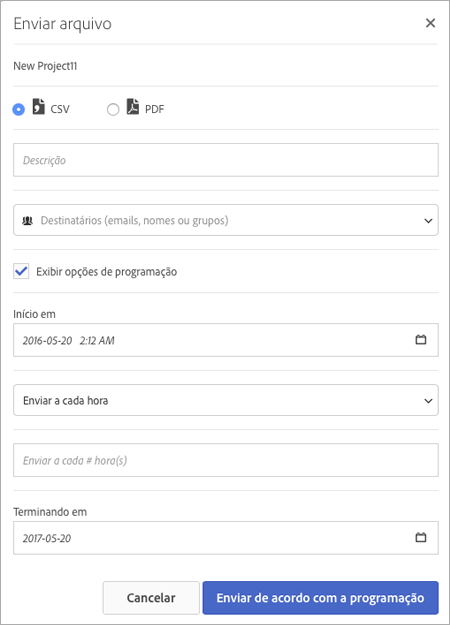 Enviar arquivo
New Project11
CSV PDF
Descrição
Destinatários (emails, nomes ou grupos)
Exibir opções de programação
Início em
2016-05-20 2:12 AM
Enviar a cada hora
Enviar a cada # hora(s)
Terminando em
2017-05-20
Cancelar Enviar de acordo com a programação